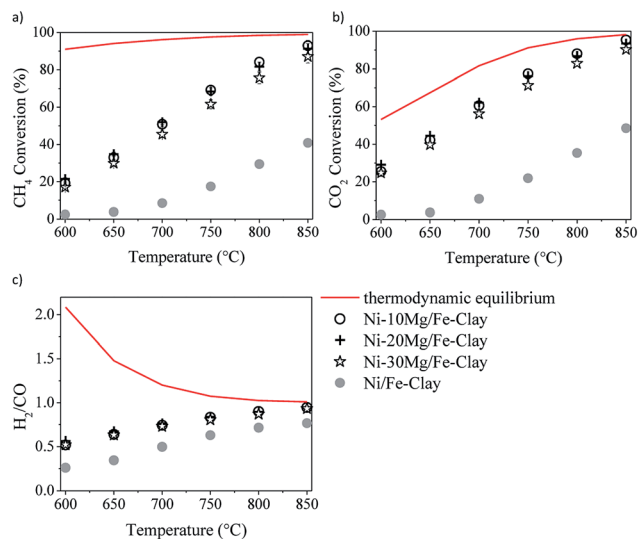 a)
100
80
60
40
20
0
CH4 Conversion (%)
600 650 700 750 800 850
Temperature (°C)
b)
100
80
60
40
20
0
CO2 Conversion (%)
600 650 700 750 800 850
Temperature (°C)
c)
2.0
1.5
1.0
0.5
0.0
H2/CO
600 650 700 750 800 850
Temperature (°C)
thermodynamic equilibrium
Ni-10Mg/Fe-Clay
Ni-20Mg/Fe-Clay
Ni-30Mg/Fe-Clay
Ni/Fe-Clay